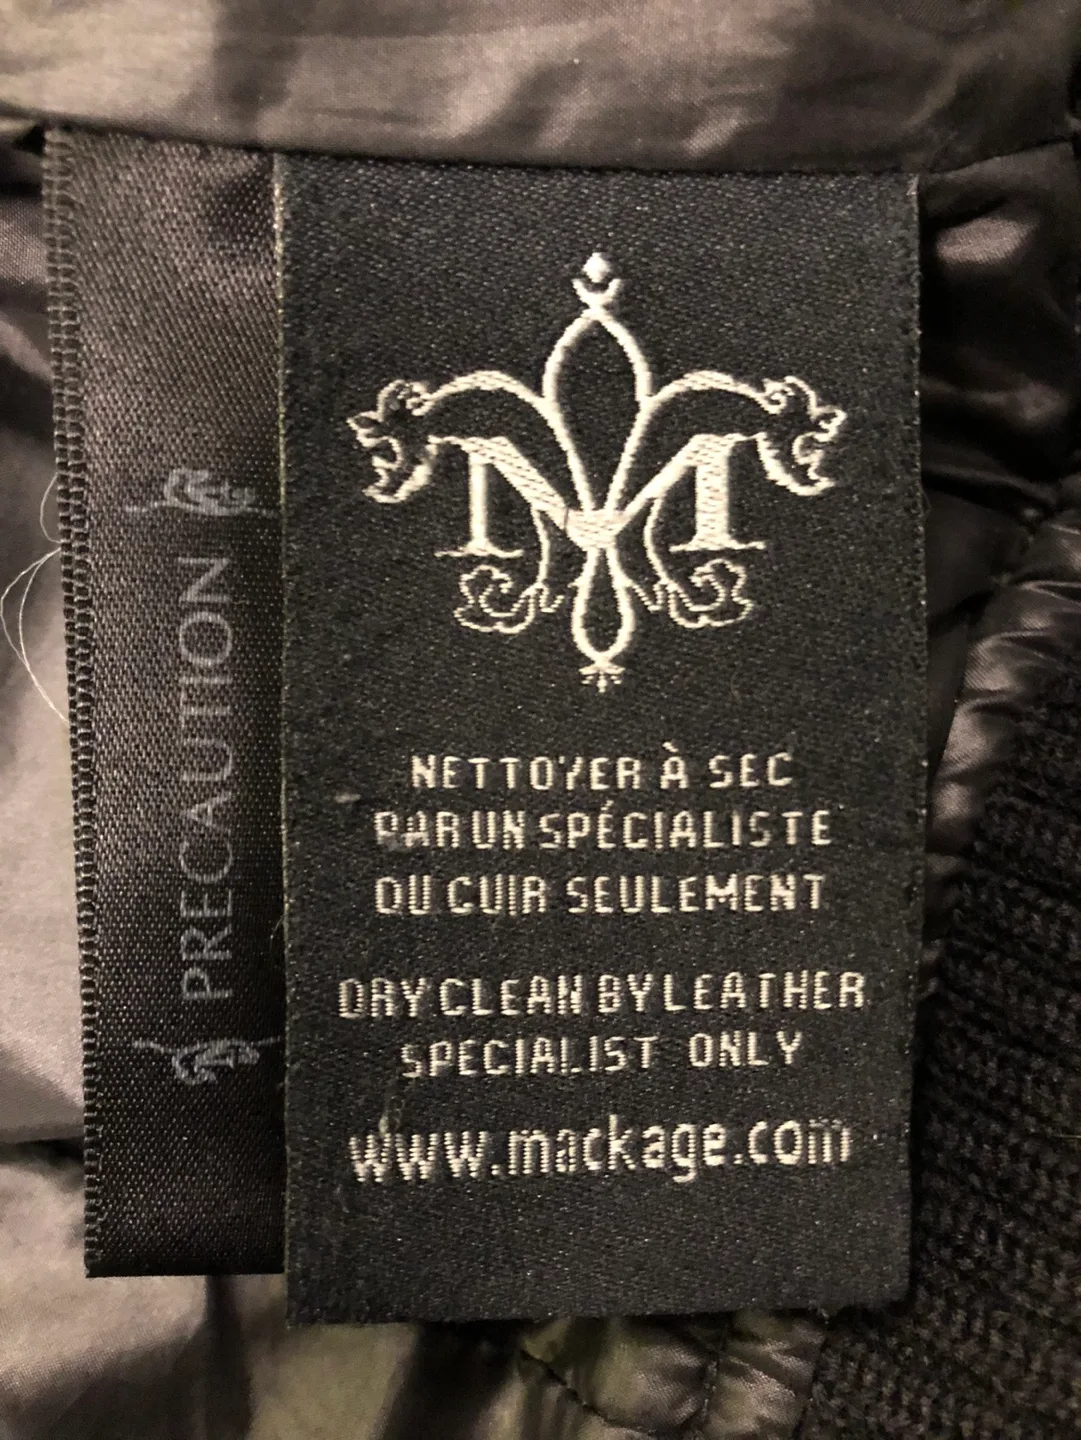 PRECAUTION
M
NETTOYER À SEC
PAR UN SPÉCIALISTE
DU CUIR SEULEMENT
DRY CLEAN BY LEATHER
SPECIALIST ONLY
www.mackage.com